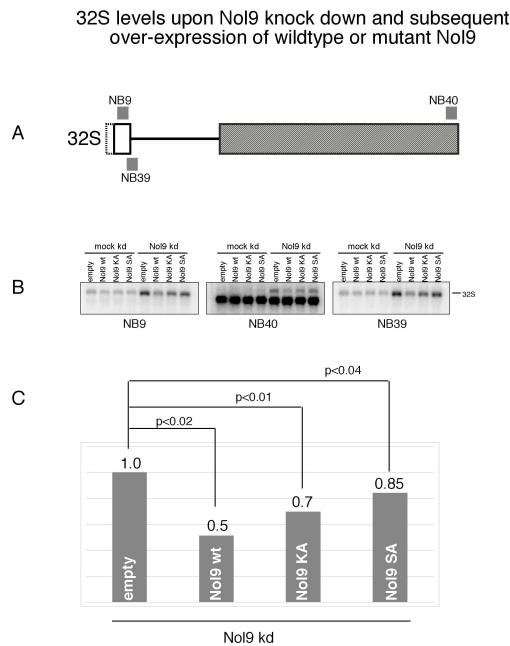 32S levels upon Nol9 knock down and subsequent
over-expression of wildtype or mutant Nol9
NB9
NB40
A
32S
NB39
mock kd
Nol9 kd
mock kd
Nol9 kd
mock kd
Nol9 kd
empty
Nol9 wt
Nol9 KA
Nol9 SA
empty
Nol9 wt
Nol9 KA
Nol9 SA
empty
Nol9 wt
Nol9 KA
Nol9 SA
empty
Nol9 wt
Nol9 KA
Nol9 SA
empty
Nol9 wt
Nol9 KA
Nol9 SA
empty
Nol9 wt
Nol9 KA
Nol9 SA
B
32S
NB9
NB40
NB39
C
p<0.04
p<0.01
p<0.02
1.0
0.5
0.7
0.85
empty
Nol9 wt
Nol9 KA
Nol9 SA
Nol9 kd